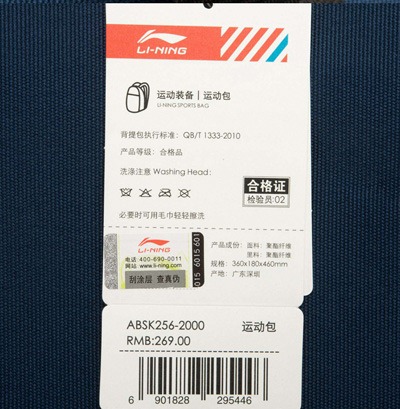 LI-NING
运动装备 | 运动包
LI-NING SPORTS BAG
背提包执行标准: QB/T 1333-2010
产品等级: 合格品
洗涤注意 Washing Head:
合格证
检验员:02
必要时可用毛巾轻轻擦洗
LI-NING
电话 400-690-0011
网站 www.li-ning.com
刮涂层 查真伪
015 6015 601
产品成份: 面料: 聚酯纤维
里料: 聚酯纤维
规格: 360x180x460mm
产地: 广东深圳
ABSK256-2000 运动包
RMB:269.00
6 901828 295446